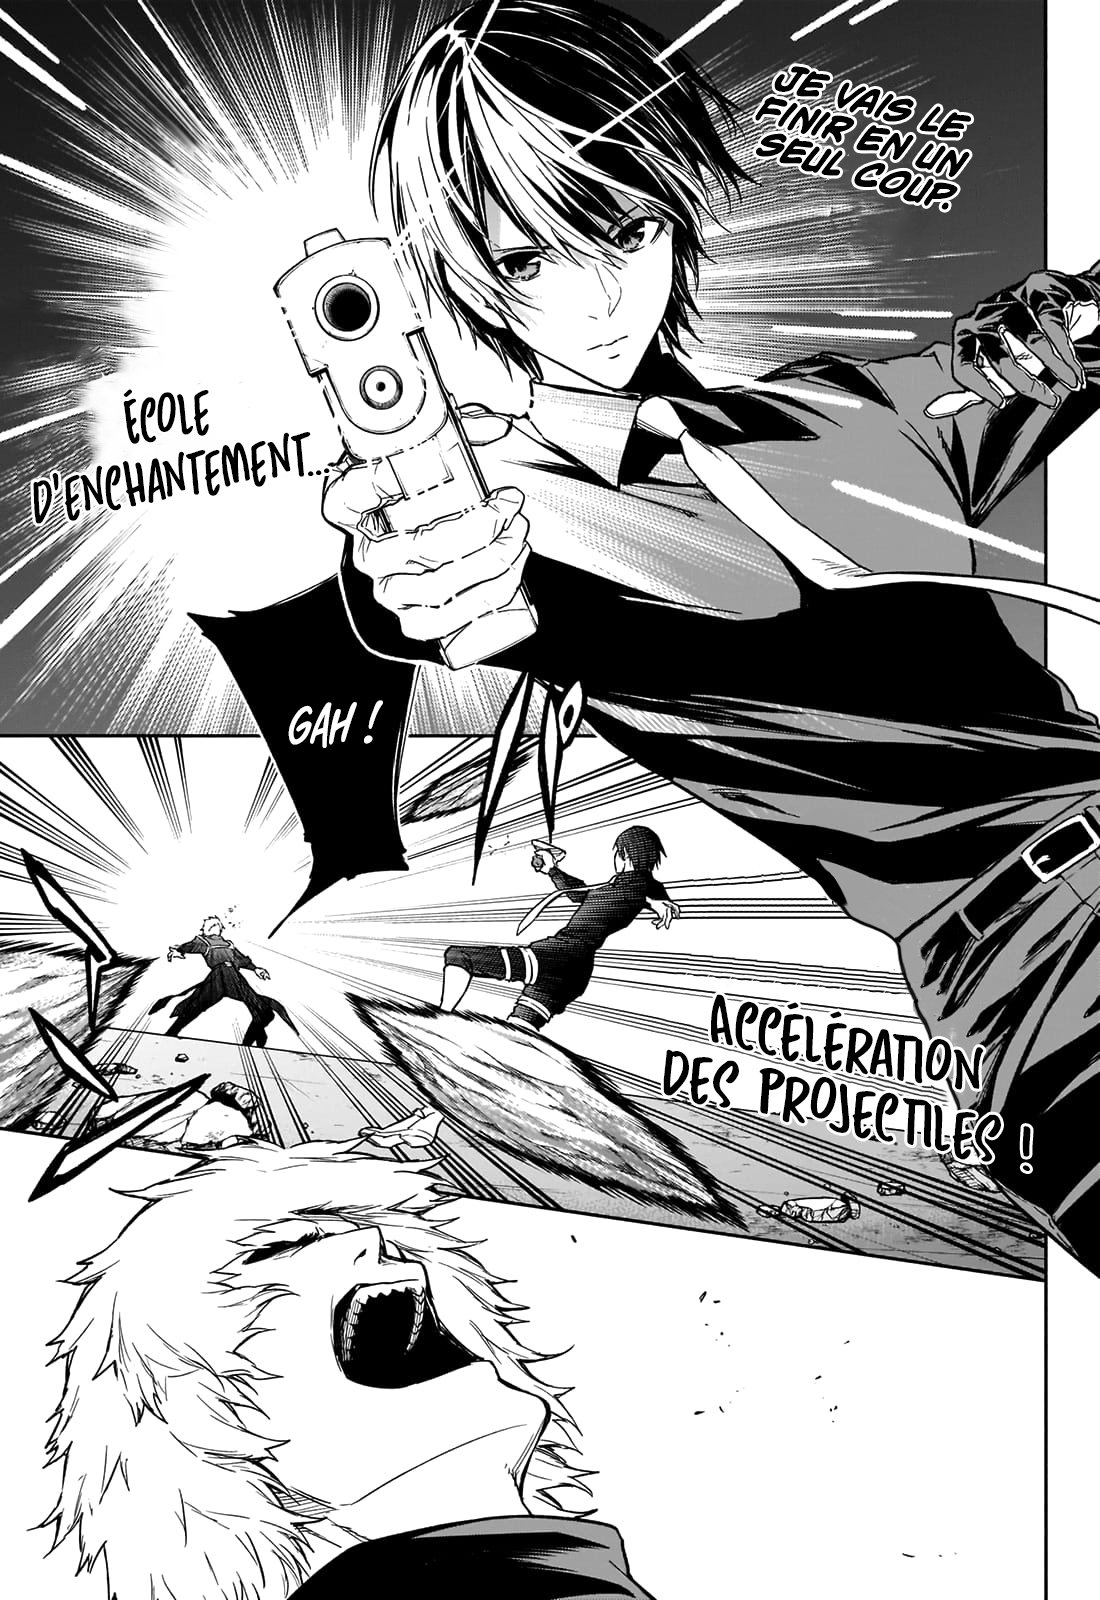 JE VAIS LE
FINIR EN UN
SEUL COUP.
ÉCOLE
D'ENCHANTEMENT...
GAH !
ACCÉLÉRATION
DES PROJECTILES !